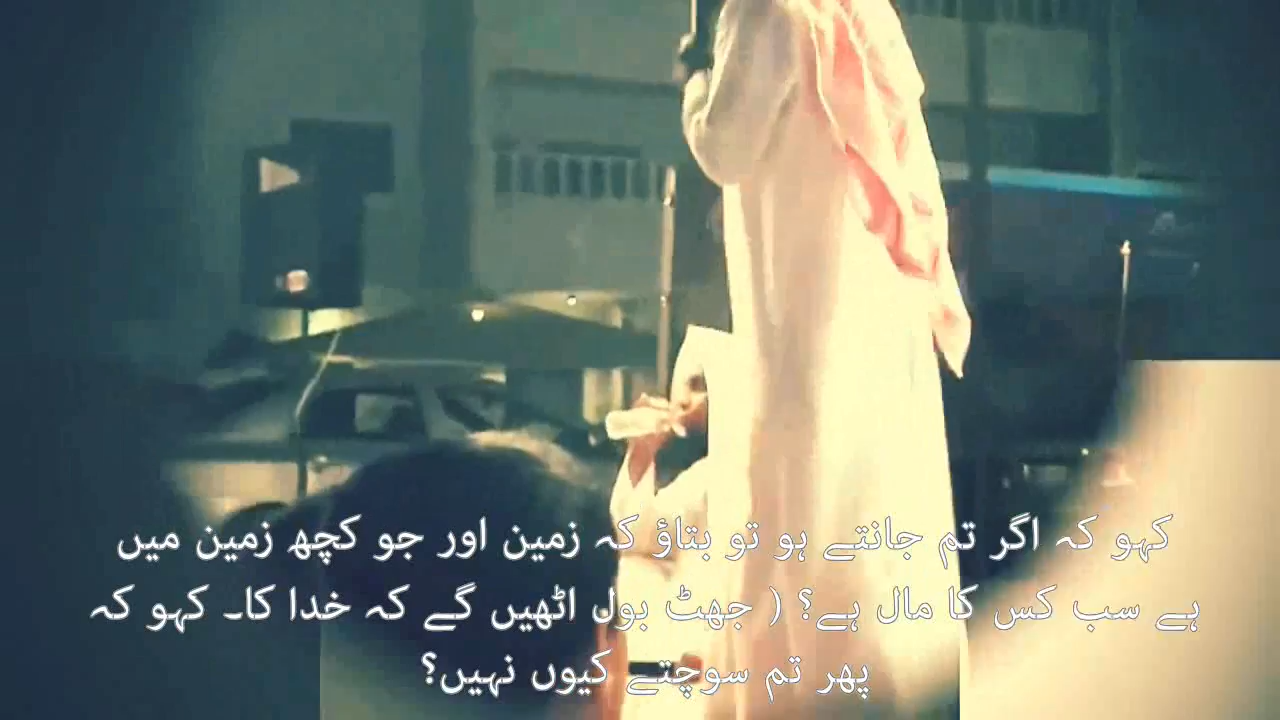 کہو کہ اگر تم جانتے ہو تو بتاؤ کہ زمین اور جو کچھ زمین میں
ہے سب کس کا مال ہے؟ ( جھٹ بول اٹھیں گے کہ خدا کا۔ کہو کہ
پھر تم سوچتے کیوں نہیں؟